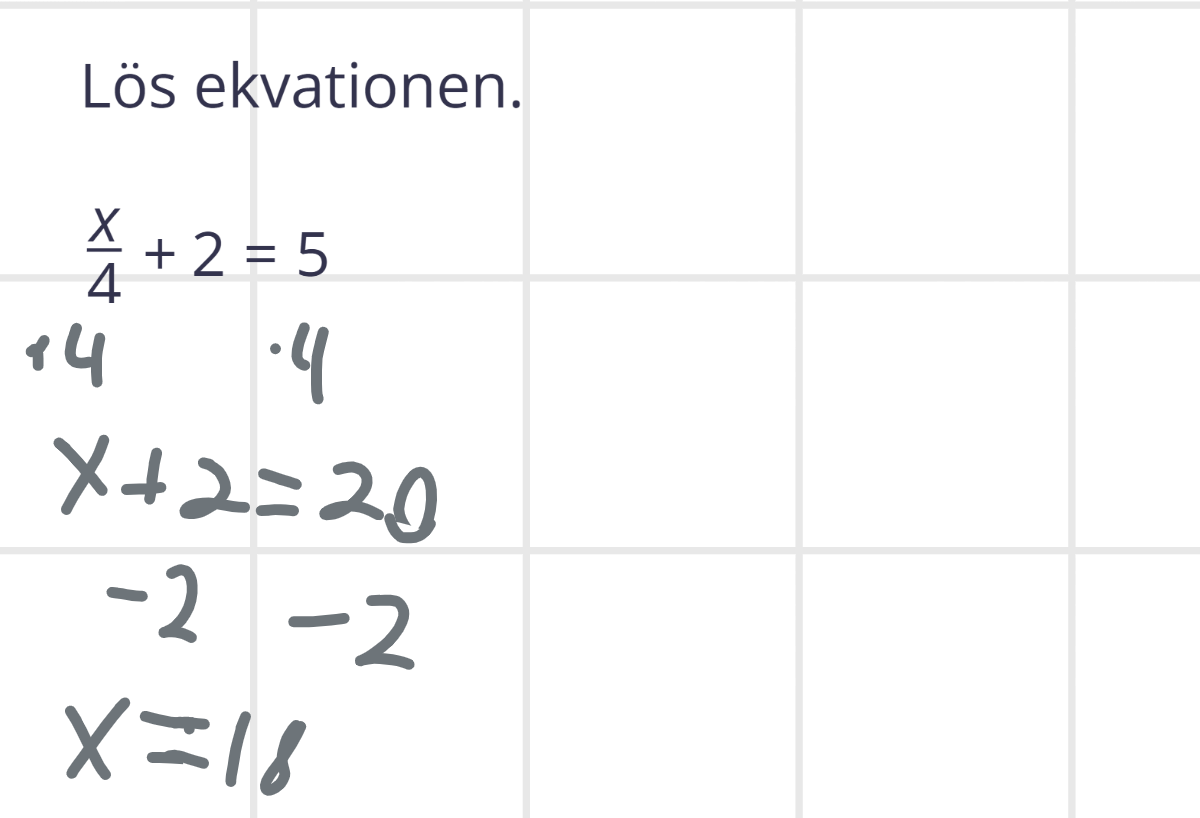 Lös ekvationen.
x/4 + 2 = 5
·4 ·4
x+2=20
-2 -2
x=18